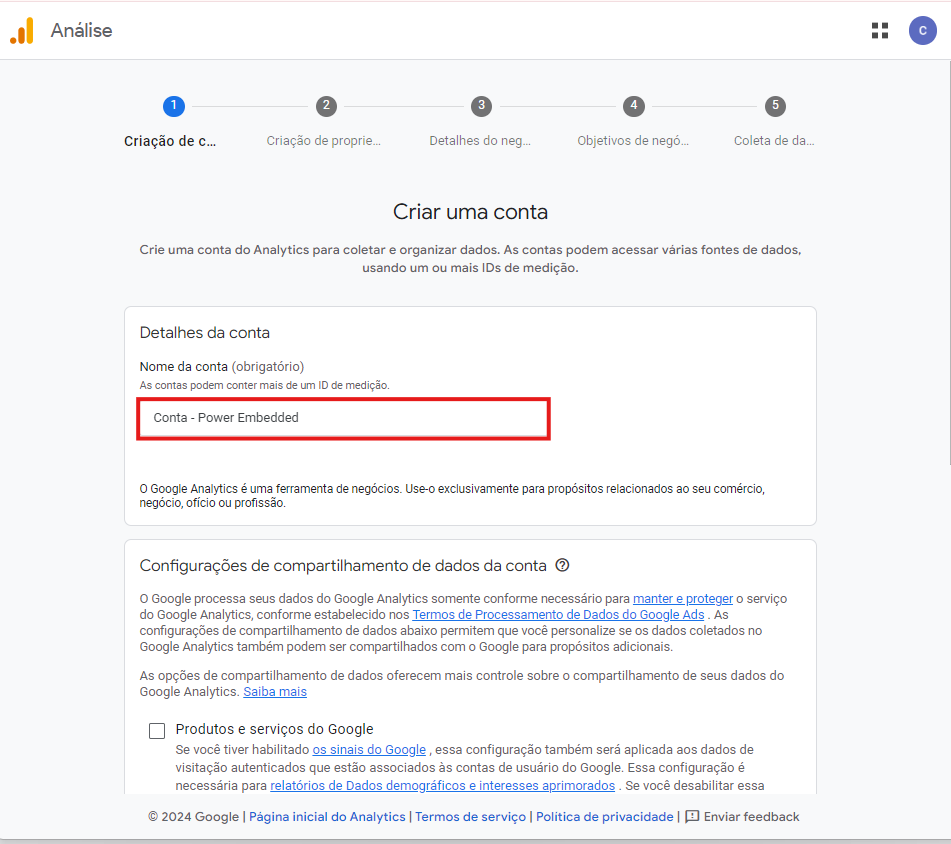 Análise
C
1 2 3 4 5
Criação de c... Criação de proprie... Detalhes do neg... Objetivos de negó... Coleta de da...
Criar uma conta
Crie uma conta do Analytics para coletar e organizar dados. As contas podem acessar várias fontes de dados,
usando um ou mais IDs de medição.
Detalhes da conta
Nome da conta (obrigatório)
As contas podem conter mais de um ID de medição.
Conta - Power Embedded
O Google Analytics é uma ferramenta de negócios. Use-o exclusivamente para propósitos relacionados ao seu comércio,
negócio, ofício ou profissão.
Configurações de compartilhamento de dados da conta ?
O Google processa seus dados do Google Analytics somente conforme necessário para manter e proteger o serviço
do Google Analytics, conforme estabelecido nos Termos de Processamento de Dados do Google Ads . As
configurações de compartilhamento de dados abaixo permitem que você personalize se os dados coletados no
Google Analytics também podem ser compartilhados com o Google para propósitos adicionais.
As opções de compartilhamento de dados oferecem mais controle sobre o compartilhamento de seus dados do
Google Analytics. Saiba mais
Produtos e serviços do Google
Se você tiver habilitado os sinais do Google , essa configuração também será aplicada aos dados de
visitação autenticados que estão associados às contas de usuário do Google. Essa configuração é
necessária para relatórios de Dados demográficos e interesses aprimorados . Se você desabilitar essa
© 2024 Google | Página inicial do Analytics | Termos de serviço | Política de privacidade | Enviar feedback